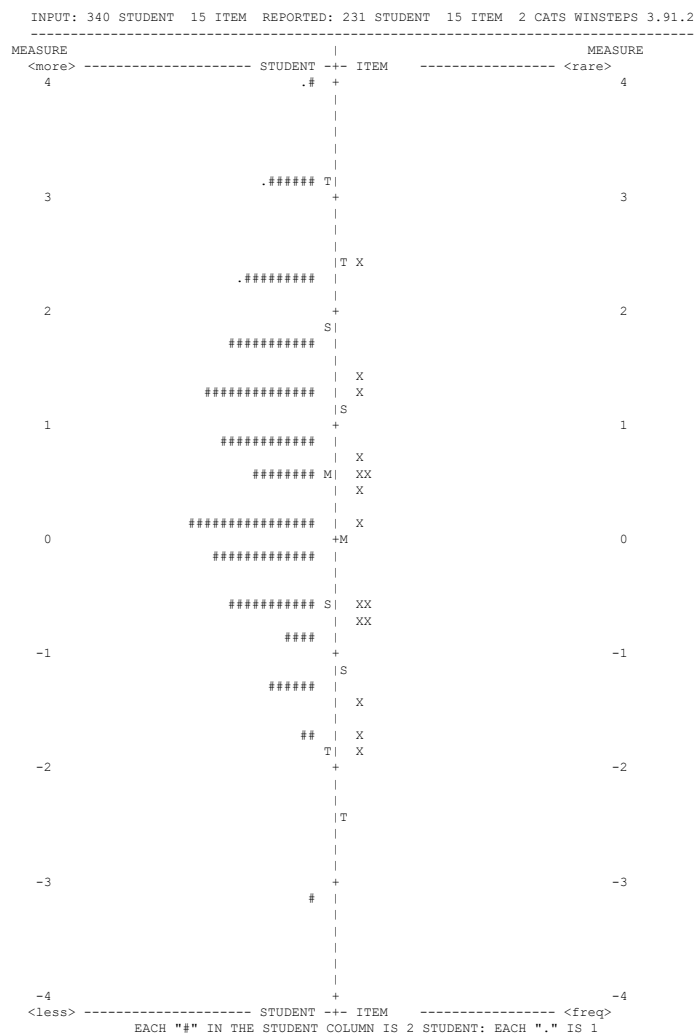 INPUT: 340 STUDENT  15 ITEM  REPORTED: 231 STUDENT  15 ITEM  2 CATS WINSTEPS 3.91.2
--------------------------------------------------------------------------------
MEASURE | MEASURE
<more> --------------------- STUDENT -+- ITEM ----------------- <rare>
4 .# + 4
|
|
|
|
|
|
|
.###### T|
3 + 3
|
|
|
|T X
.######### |
|
2 + 2
S|
########### |
|
| X
############## | X
|S
1 + 1
############ |
| X
######## M| XX
| X
|
################ | X
0 +M 0
############# |
|
|
########### S| XX
| XX
#### |
-1 + -1
|S
###### |
| X
|
## | X
T| X
-2 + -2
|
|
|T
|
|
|
-3 + -3
# |
|
|
|
|
|
|
-4 + -4
<less> --------------------- STUDENT -+- ITEM ----------------- <freq>
EACH "#" IN THE STUDENT COLUMN IS 2 STUDENT: EACH "." IS 1